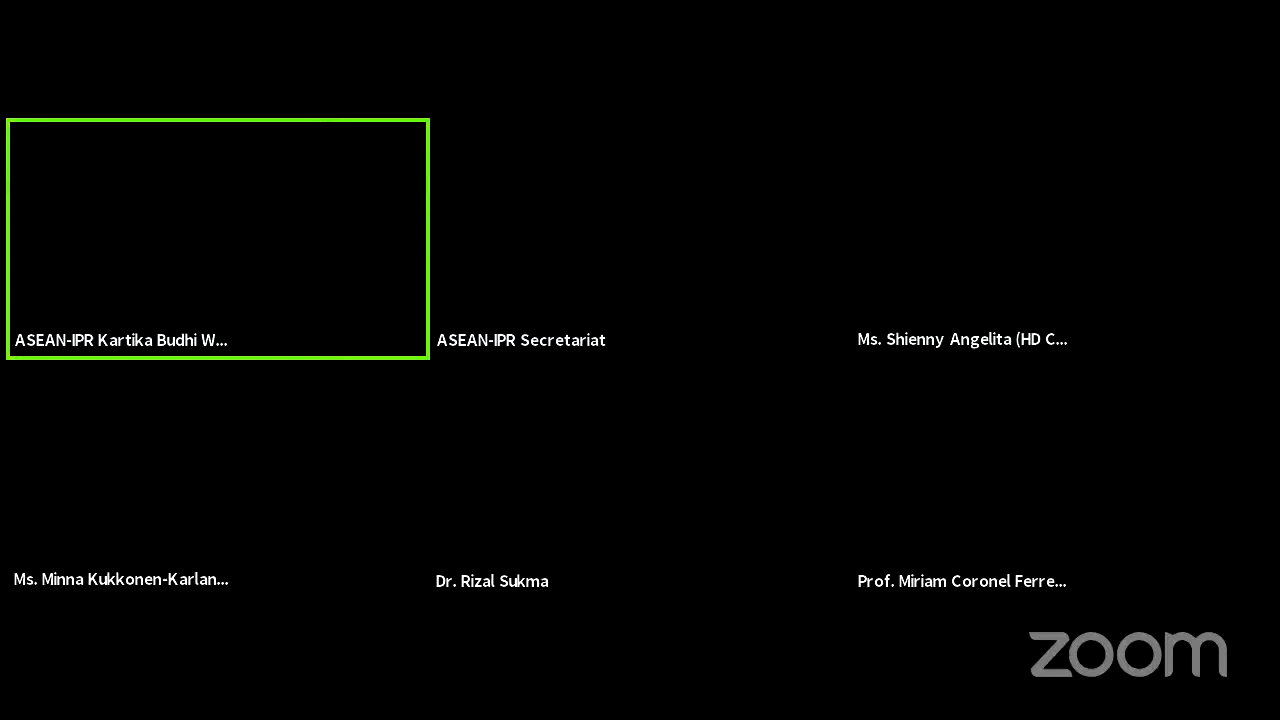 ASEAN-IPR Kartika Budhi W...
ASEAN-IPR Secretariat
Ms. Shienny Angelita (HD C...
Ms. Minna Kukkonen-Karlan...
Dr. Rizal Sukma
Prof. Miriam Coronel Ferre...
zoom